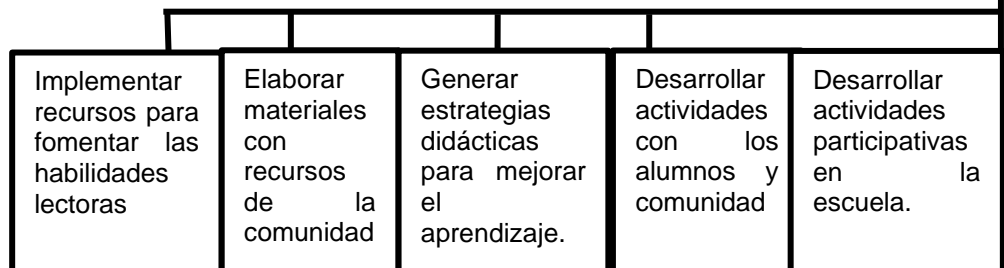 Implementar
recursos para
fomentar las
habilidades
lectoras
Elaborar
materiales
con
recursos
de la
comunidad
Generar
estrategias
didácticas
para mejorar
el
aprendizaje.
Desarrollar
actividades
con los
alumnos y
comunidad
Desarrollar
actividades
participativas
en la
escuela.